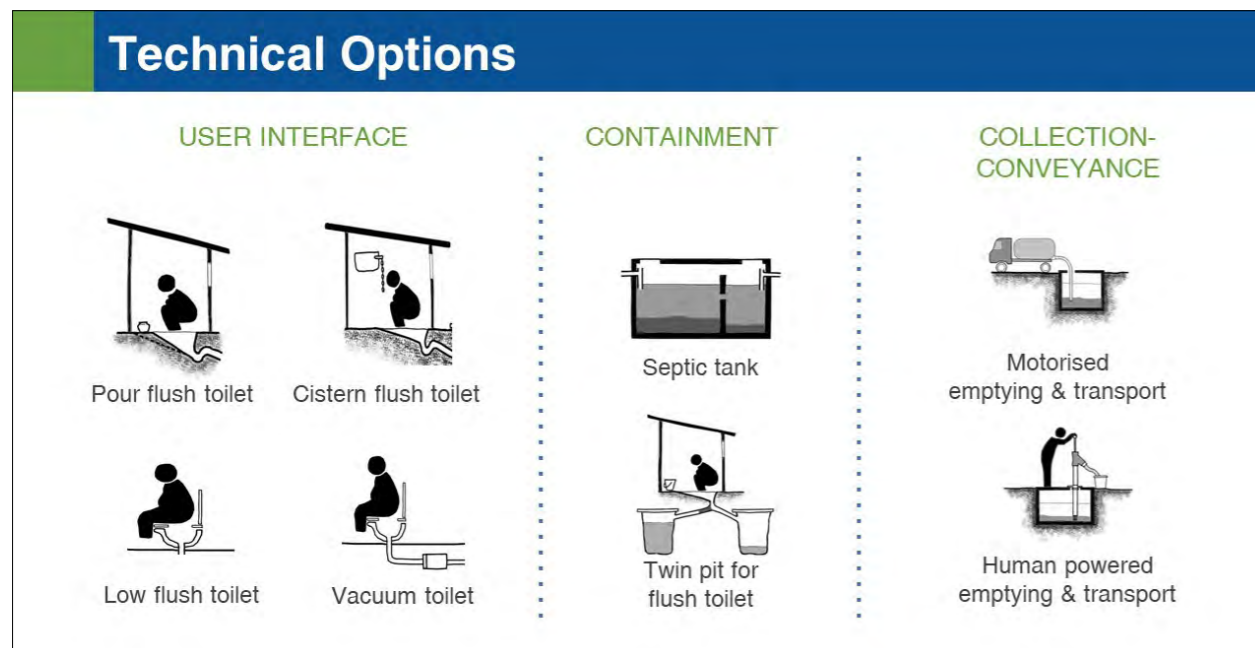 Technical Options
USER INTERFACE
Pour flush toilet
Cistern flush toilet
Low flush toilet
Vacuum toilet
CONTAINMENT
Septic tank
Twin pit for
flush toilet
COLLECTION-
CONVEYANCE
Motorised
emptying & transport
Human powered
emptying & transport